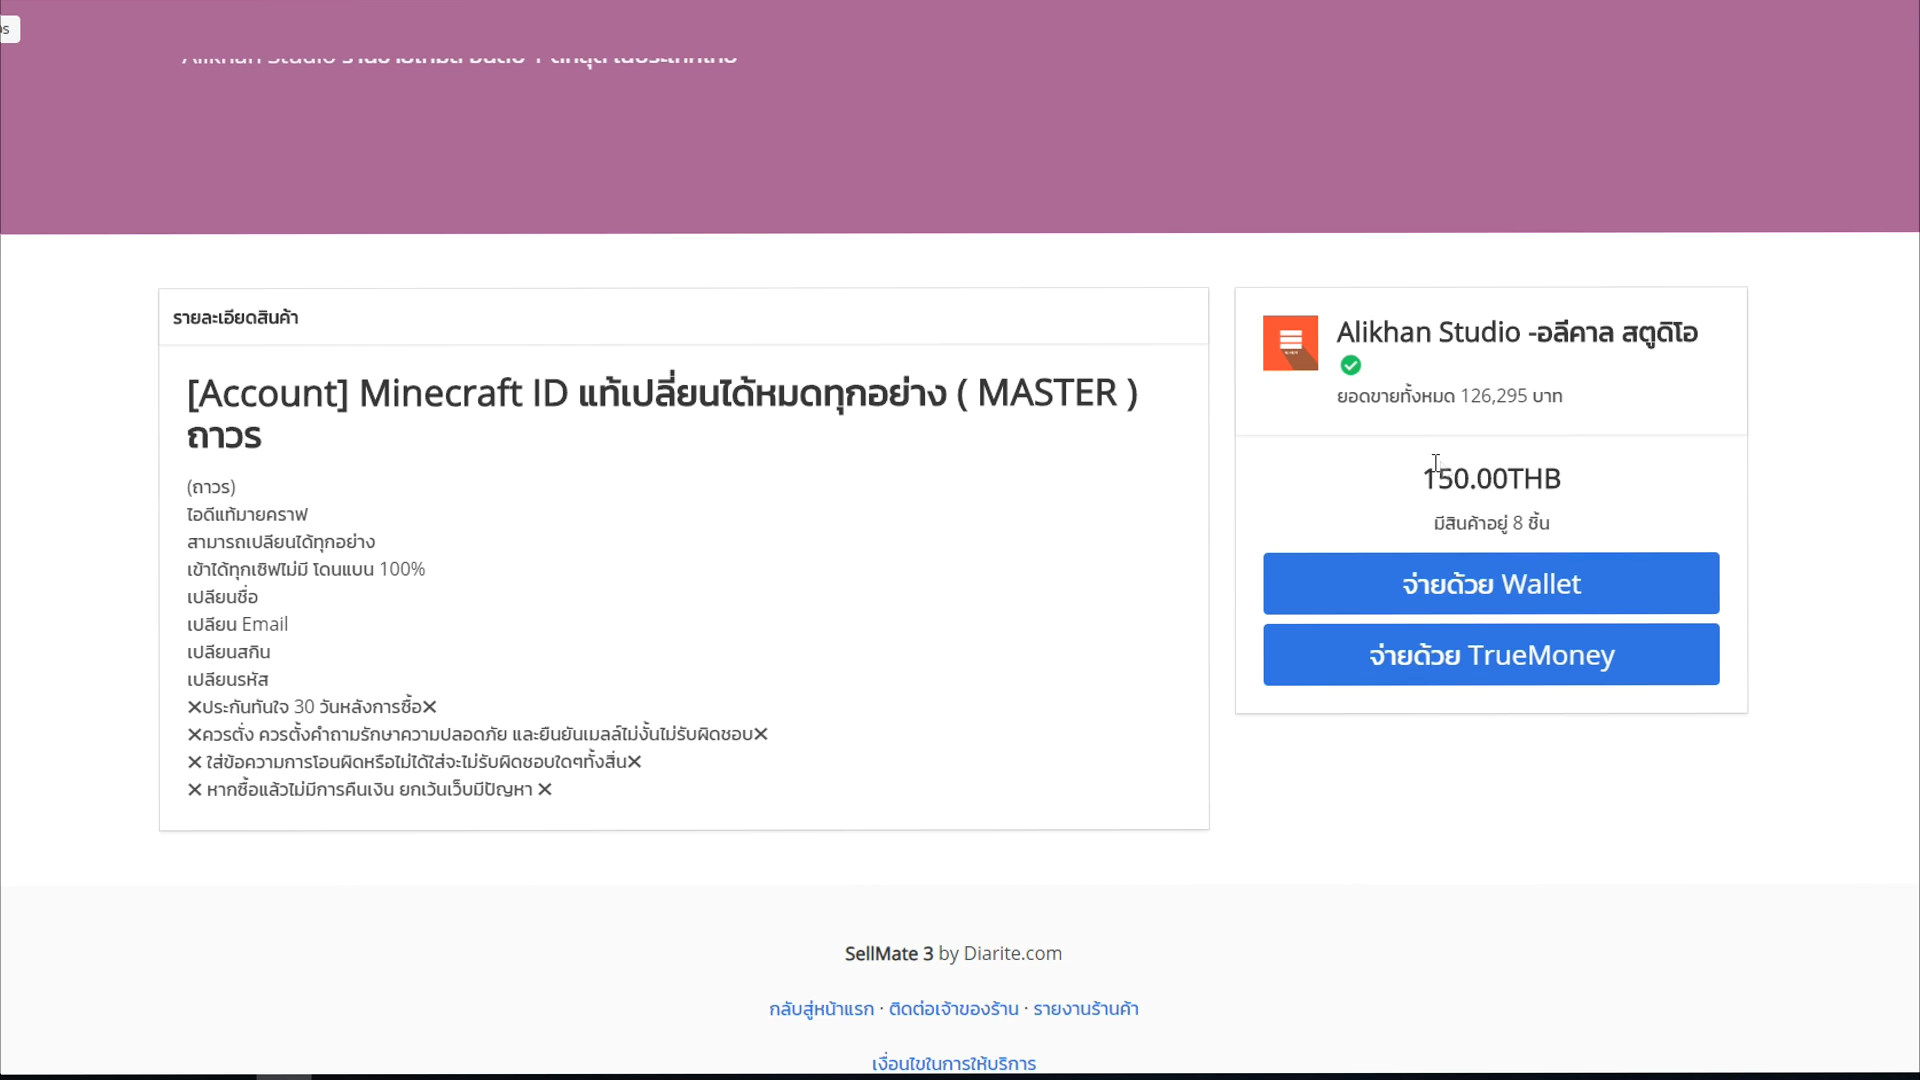 Alikhan Studio
รายละเอียดสินค้า
[Account] Minecraft ID แท้เปลี่ยนได้หมดทุกอย่าง ( MASTER )
ถาวร
(ถาวร)
ไอดีแท้มายคราฟ
สามารถเปลียนได้ทุกอย่าง
เข้าได้ทุกเซิฟไม่มี โดนแบน 100%
เปลียนชื่อ
เปลียน Email
เปลียนสกิน
เปลียนรหัส
❌ประกันทันใจ 30 วันหลังการซื้อ❌
❌ควรตั่ง ควรตั้งคำถามรักษาความปลอดภัย และยืนยันเมลล์ไม่งั้นไม่รับผิดชอบ❌
❌ ใส่ข้อความการโอนผิดหรือไม่ได้ใส่จะไม่รับผิดชอบใดๆทั้งสิ่น❌
❌ หากซื้อแล้วไม่มีการคืนเงิน ยกเว้นเว็บมีปัญหา ❌
Alikhan Studio -อลีคาล สตูดิโอ
ยอดขายทั้งหมด 126,295 บาท
150.00THB
มีสินค้าอยู่ 8 ชิ้น
จ่ายด้วย Wallet
จ่ายด้วย TrueMoney
SellMate 3 by Diarite.com
กลับสู่หน้าแรก · ติดต่อเจ้าของร้าน · รายงานร้านค้า
เงื่อนไขในการให้บริการ